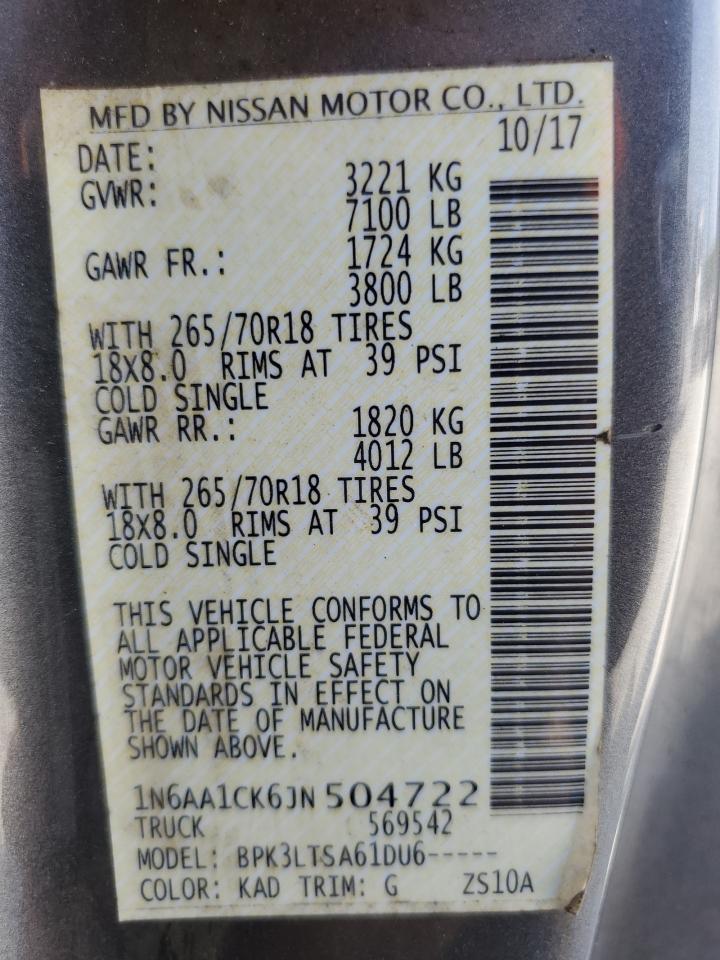 MFD BY NISSAN MOTOR CO., LTD.
DATE: 10/17
GVWR: 3221 KG
7100 LB
GAWR FR.: 1724 KG
3800 LB
WITH 265/70R18 TIRES
18X8.0 RIMS AT 39 PSI
COLD SINGLE
GAWR RR.: 1820 KG
4012 LB
WITH 265/70R18 TIRES
18X8.0 RIMS AT 39 PSI
COLD SINGLE
THIS VEHICLE CONFORMS TO
ALL APPLICABLE FEDERAL
MOTOR VEHICLE SAFETY
STANDARDS IN EFFECT ON
THE DATE OF MANUFACTURE
SHOWN ABOVE.
1N6AA1CK6JN504722
TRUCK 569542
MODEL: BPK3LTSA61DU6-----
COLOR: KAD TRIM: G ZS10A